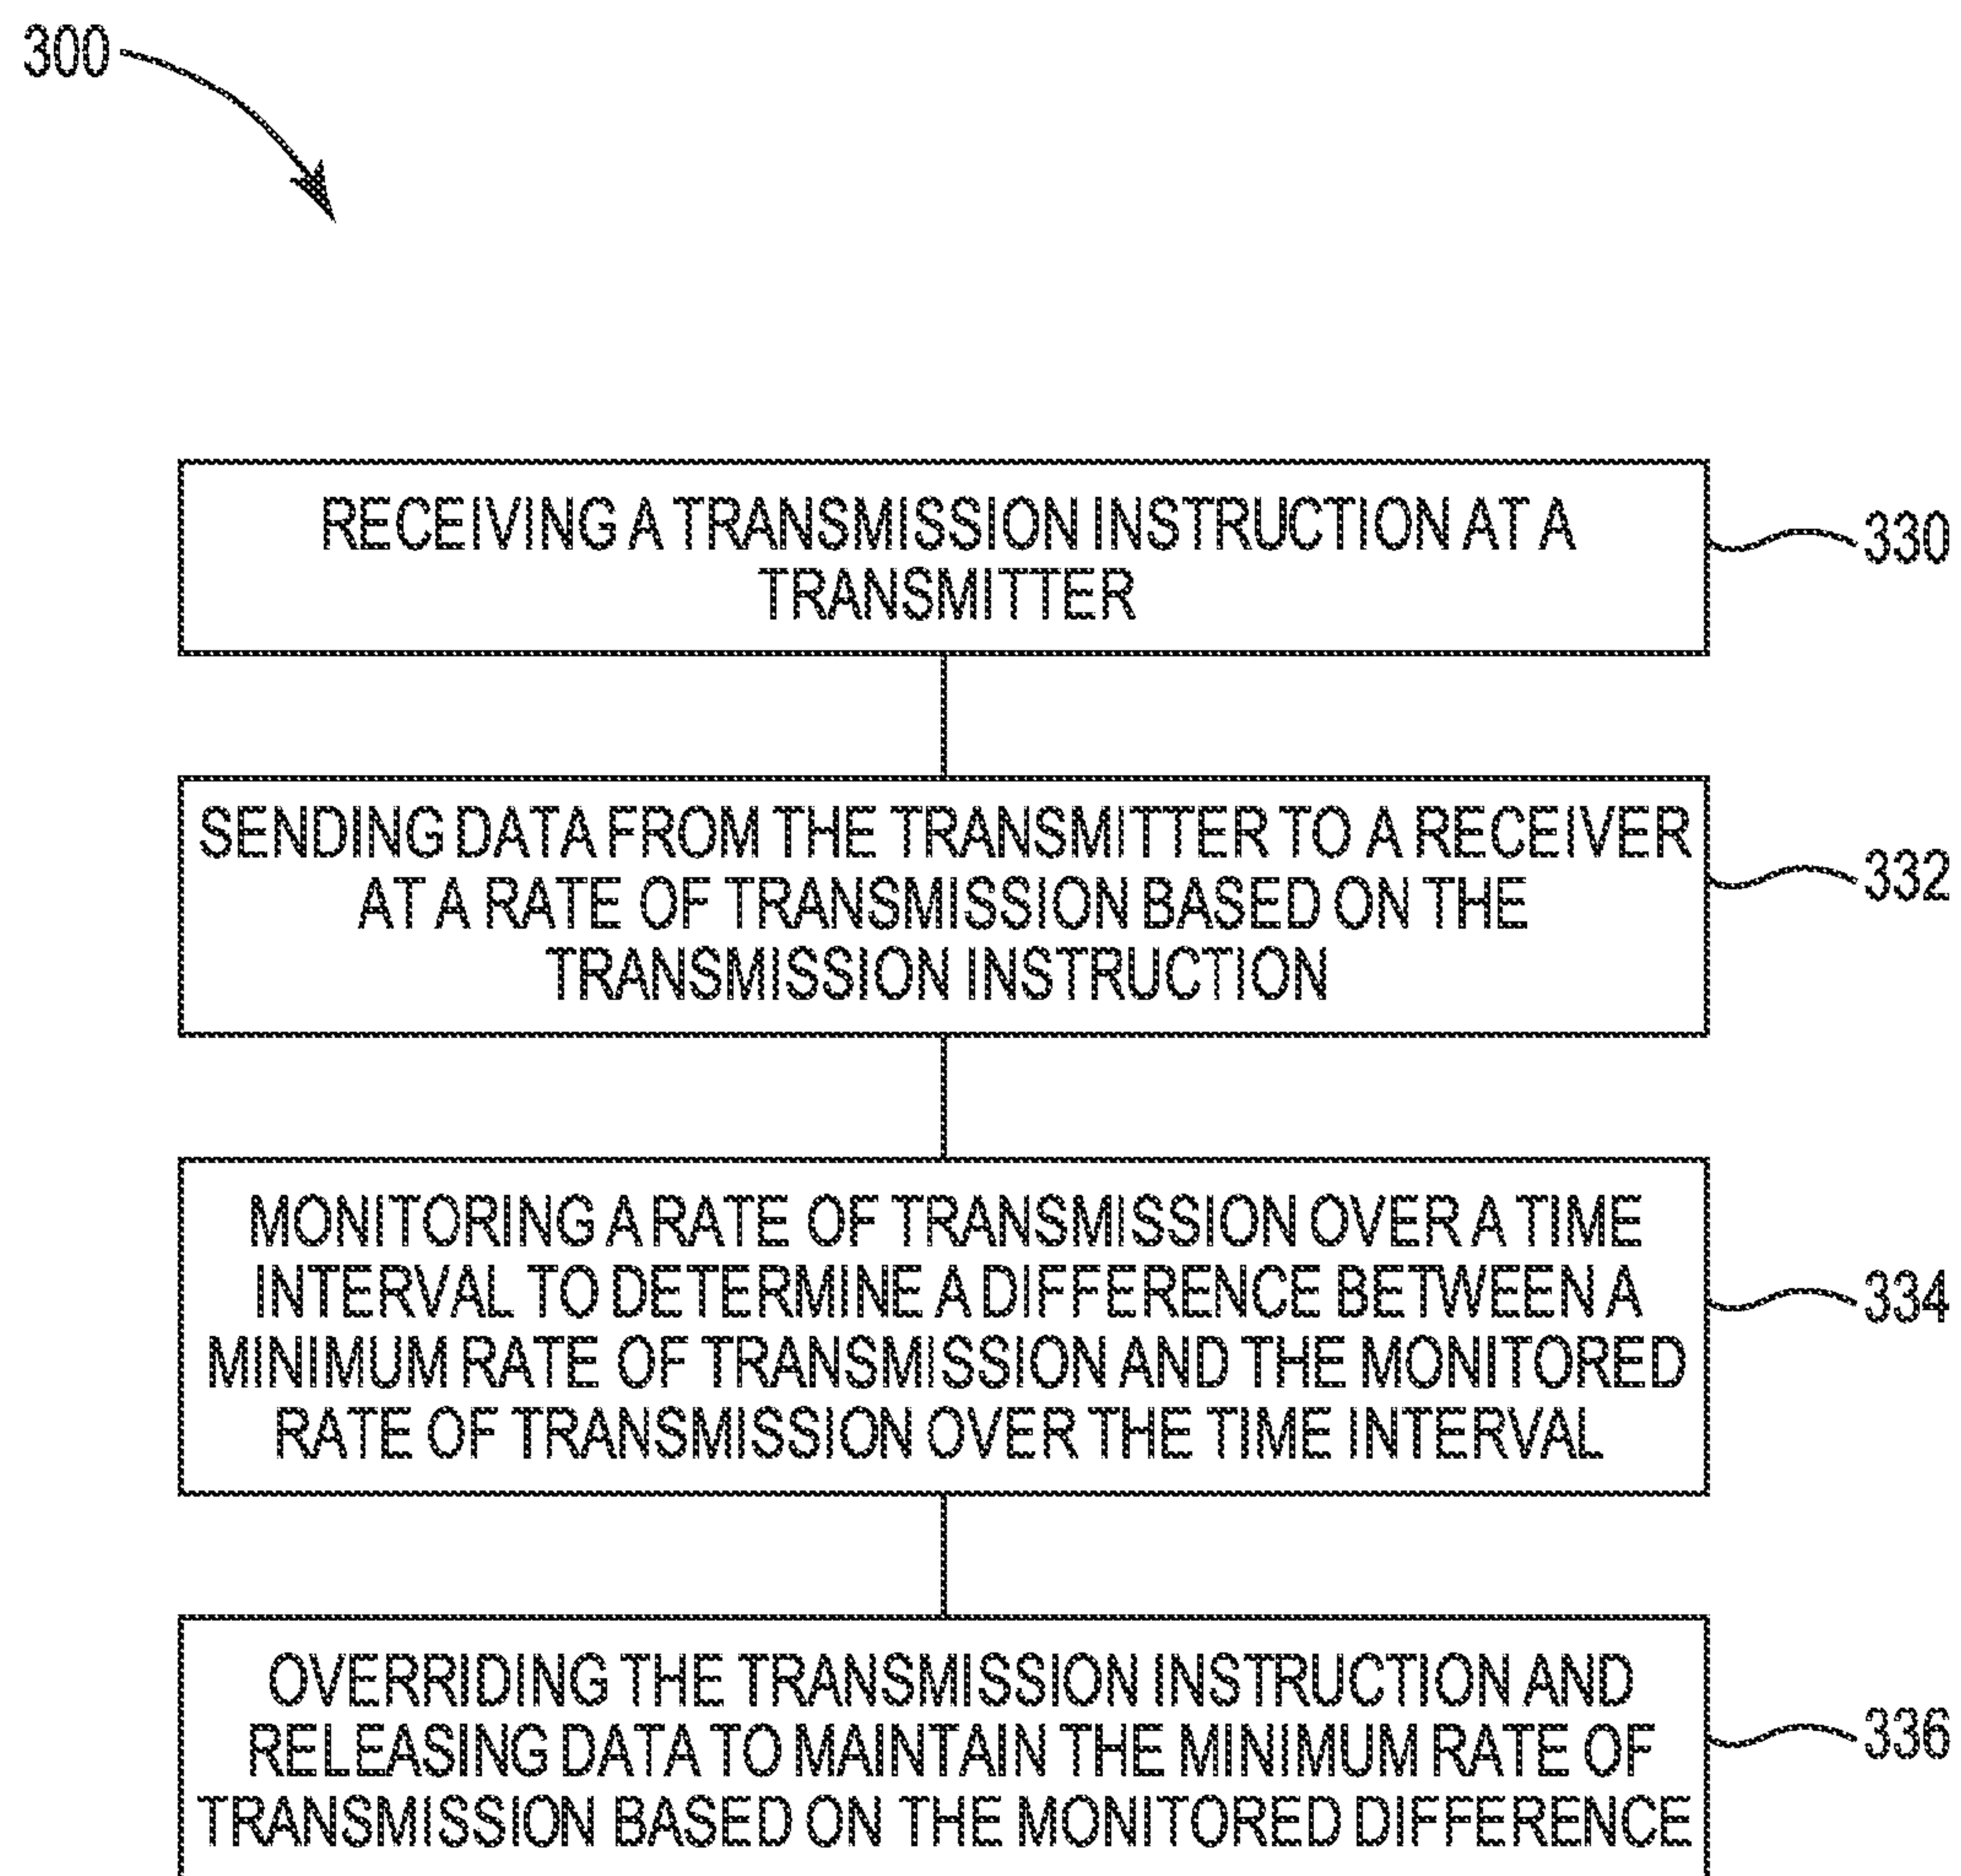 300
RECEIVING A TRANSMISSION INSTRUCTION AT A
TRANSMITTER
330
SENDING DATA FROM THE TRANSMITTER TO A RECEIVER
AT A RATE OF TRANSMISSION BASED ON THE
TRANSMISSION INSTRUCTION
332
MONITORING A RATE OF TRANSMISSION OVER A TIME
INTERVAL TO DETERMINE A DIFFERENCE BETWEEN A
MINIMUM RATE OF TRANSMISSION AND THE MONITORED
RATE OF TRANSMISSION OVER THE TIME INTERVAL
334
OVERRIDING THE TRANSMISSION INSTRUCTION AND
RELEASING DATA TO MAINTAIN THE MINIMUM RATE OF
TRANSMISSION BASED ON THE MONITORED DIFFERENCE
336